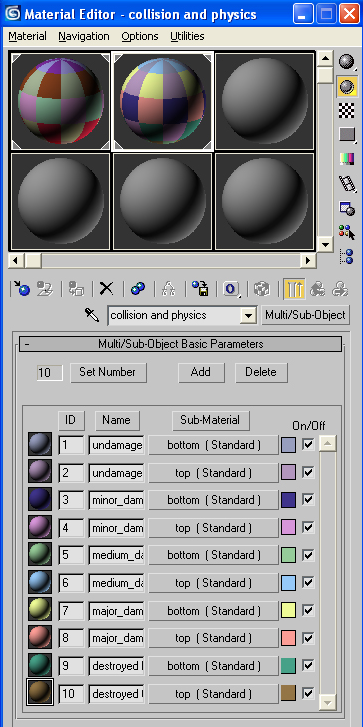 Material Editor - collision and physics
Material Navigation Options Utilities
collision and physics Multi/Sub-Object
- Multi/Sub-Object Basic Parameters
10 Set Number Add Delete
ID Name Sub-Material On/Off
1 undamage bottom ( Standard )
2 undamage top ( Standard )
3 minor_dam bottom ( Standard )
4 minor_dam top ( Standard )
5 medium_da bottom ( Standard )
6 medium_da top ( Standard )
7 major_dam bottom ( Standard )
8 major_dam top ( Standard )
9 destroyed bottom ( Standard )
10 destroyed top ( Standard )